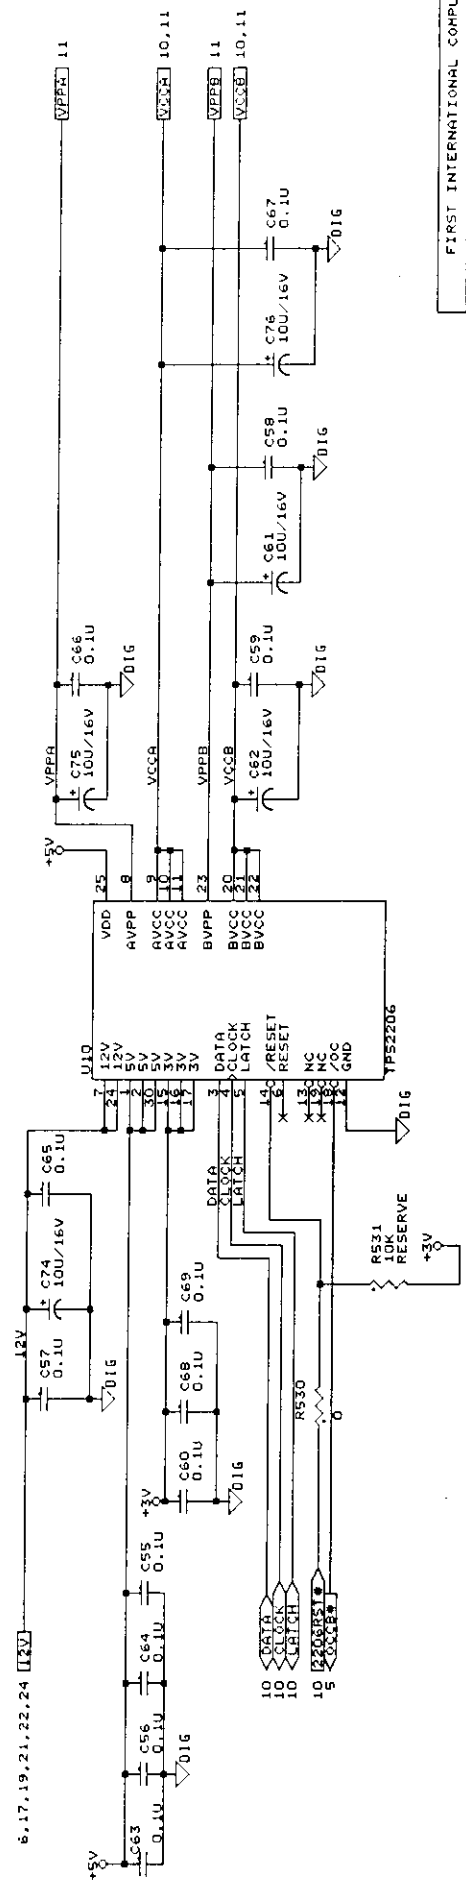 6,17,19,21,22,24 12V
12V
C57
0.1U
C74
10U/16V
+
C65
0.1U
DIG
+5V
C63
0.1U
C56
0.1U
C64
0.1U
C55
0.1U
DIG
+3V
C60
0.1U
C68
0.1U
C69
0.1U
DIG
10 DATA
10 CLOCK
10 LATCH
10 2206RST#
5 OCCB#
DATA
CLOCK
LATCH
R530
0
R531
10K
RESERVE
+3V
DIG
U10
7 12V
24 12V
1 5V
2 5V
30 5V
15 3V
16 3V
17 3V
3 DATA
4 CLOCK
5 LATCH
14 /RESET
6 RESET
13 NC
19 NC
18 /OC
12 GND
TPS2206
VDD 25
AVPP 8
AVCC 9
AVCC 10
AVCC 11
BVPP 23
BVCC 20
BVCC 21
BVCC 22
+5V
VPPA
C75
10U/16V
+
C66
0.1U
DIG
VPPA 11
VCCA
C76
10U/16V
+
C67
0.1U
DIG
VCCA 10,11
VPPB
C61
10U/16V
+
C58
0.1U
DIG
VPPB 11
VCCB
C62
10U/16V
+
C59
0.1U
DIG
VCCB 10,11
FIRST INTERNATIONAL COMPU